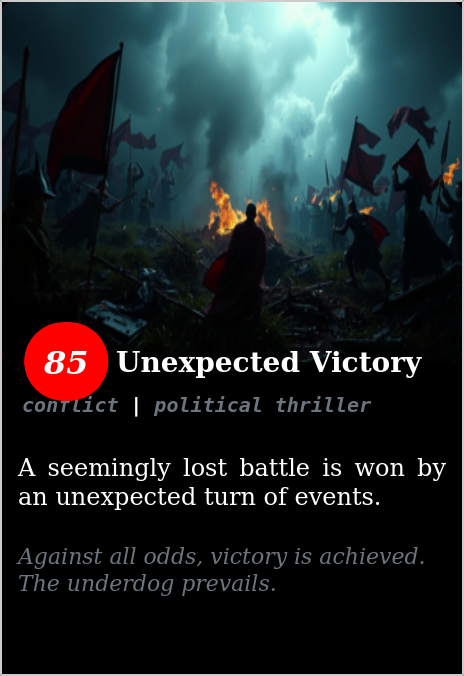 85 Unexpected Victory
conflict | political thriller
A seemingly lost battle is won by
an unexpected turn of events.
Against all odds, victory is achieved.
The underdog prevails.